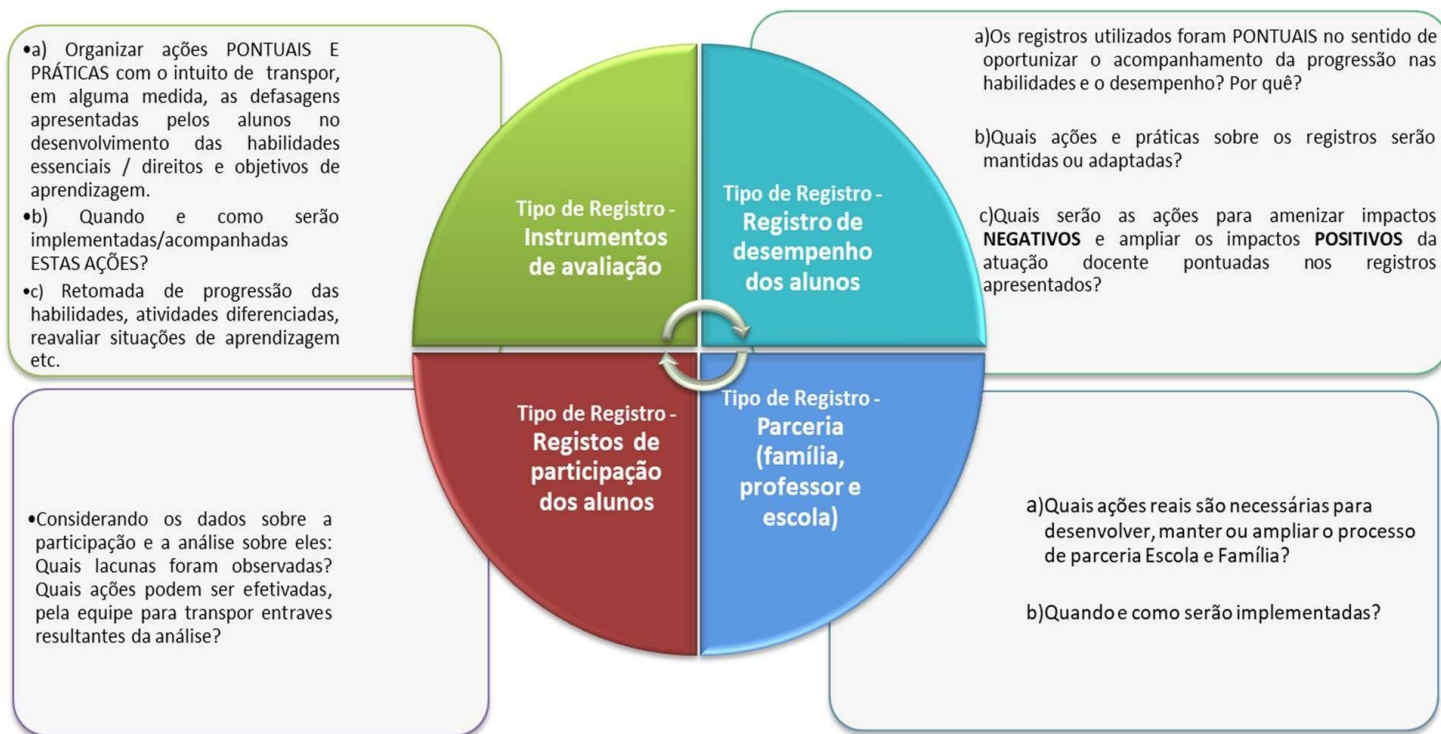 •a) Organizar ações PONTUAIS E
PRÁTICAS com o intuito de transpor,
em alguma medida, as defasagens
apresentadas pelos alunos no
desenvolvimento das habilidades
essenciais / direitos e objetivos de
aprendizagem.
•b) Quando e como serão
implementadas/acompanhadas
ESTAS AÇÕES?
•c) Retomada de progressão das
habilidades, atividades diferenciadas,
reavaliar situações de aprendizagem
etc.
Tipo de Registro -
Instrumentos
de avaliação
Tipo de Registro -
Registro de
desempenho
dos alunos
a)Os registros utilizados foram PONTUAIS no sentido de
oportunizar o acompanhamento da progressão nas
habilidades e o desempenho? Por quê?
b)Quais ações e práticas sobre os registros serão
mantidas ou adaptadas?
c)Quais serão as ações para amenizar impactos
NEGATIVOS e ampliar os impactos POSITIVOS da
atuação docente pontuadas nos registros
apresentados?
•Considerando os dados sobre a
participação e a análise sobre eles:
Quais lacunas foram observadas?
Quais ações podem ser efetivadas,
pela equipe para transpor entraves
resultantes da análise?
Tipo de Registro -
Registos de
participação
dos alunos
Tipo de Registro -
Parceria
(família,
professor e
escola)
a)Quais ações reais são necessárias para
desenvolver, manter ou ampliar o processo
de parceria Escola e Família?
b)Quando e como serão implementadas?